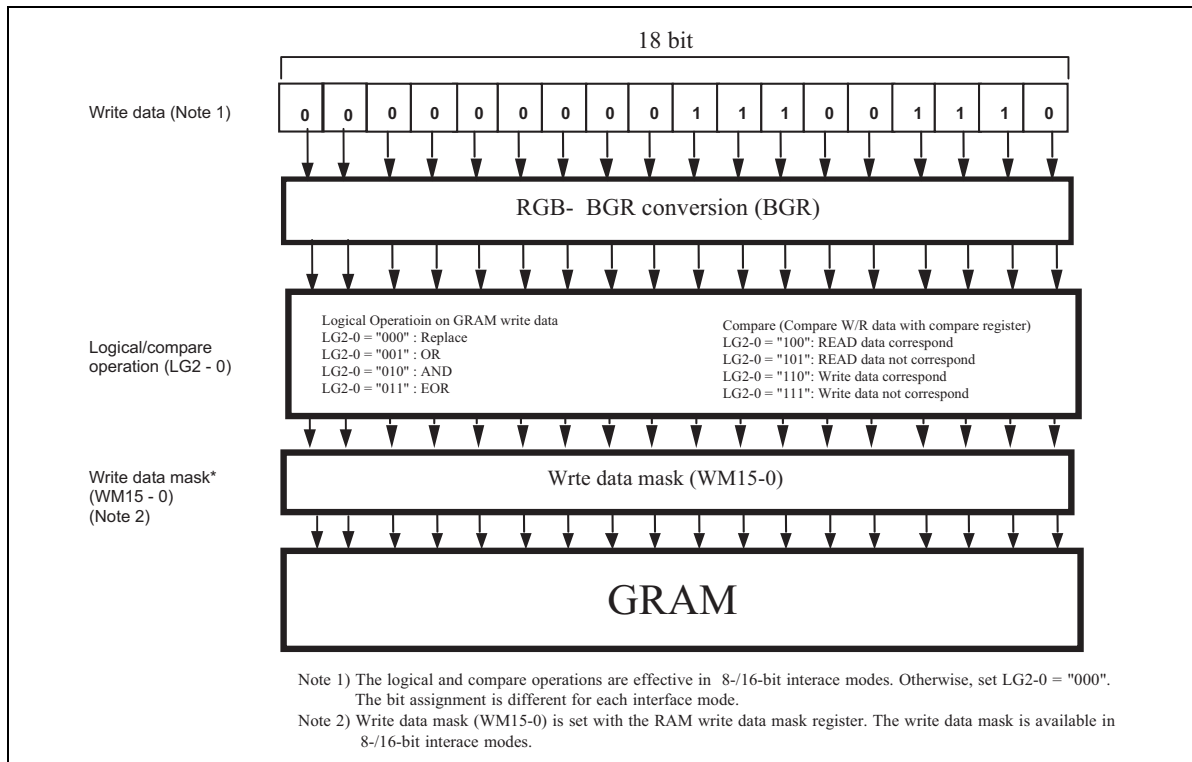 18 bit
Write data (Note 1)
0 0 0 0 0 0 0 0 0 1 1 1 0 0 1 1 1 0
RGB- BGR conversion (BGR)
Logical/compare
operation (LG2 - 0)
Logical Operatioin on GRAM write data
LG2-0 = "000" : Replace
LG2-0 = "001" : OR
LG2-0 = "010" : AND
LG2-0 = "011" : EOR
Compare (Compare W/R data with compare register)
LG2-0 = "100": READ data correspond
LG2-0 = "101": READ data not correspond
LG2-0 = "110": Write data correspond
LG2-0 = "111": Write data not correspond
Write data mask*
(WM15 - 0)
(Note 2)
Wrte data mask (WM15-0)
GRAM
Note 1) The logical and compare operations are effective in 8-/16-bit interace modes. Otherwise, set LG2-0 = "000".
The bit assignment is different for each interface mode.
Note 2) Write data mask (WM15-0) is set with the RAM write data mask register. The write data mask is available in
8-/16-bit interace modes.